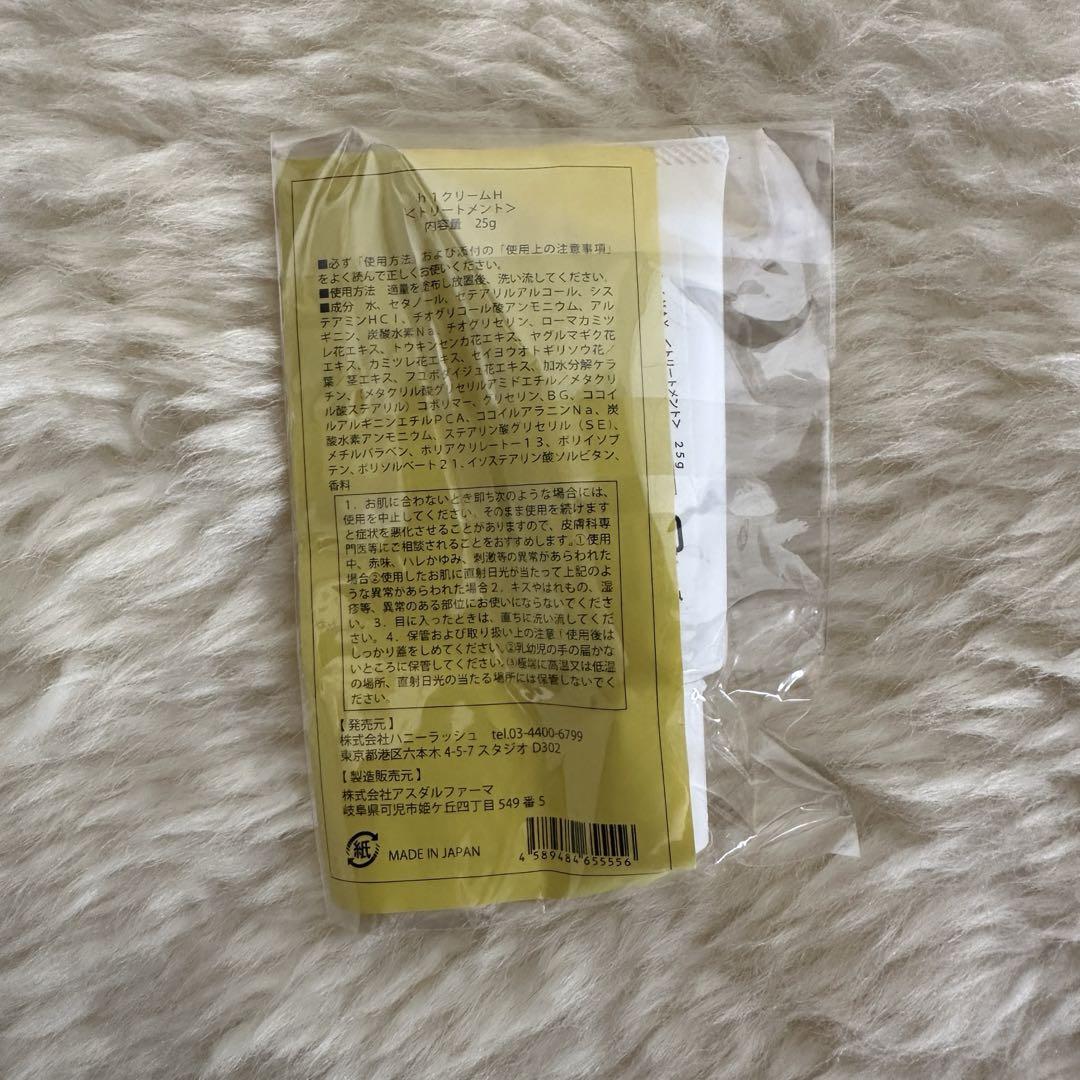 h1クリームH
＜トリートメント＞
内容量　25g
■必ず「使用方法」および添付の「使用上の注意事項」
をよく読んで正しくお使いください。
■使用方法　適量を塗布し放置後、洗い流してください。
■成分　水、セタノール、セテアリルアルコール、シス
テアミンHCl、チオグリコール酸アンモニウム、アル
ギニン、炭酸水素Na、チオグリセリン、ローマカミツ
レ花エキス、トウキンセンカ花エキス、ヤグルマギク花
エキス、カミツレ花エキス、セイヨウオトギリソウ花／
葉／茎エキス、フユボダイジュ花エキス、加水分解ケラ
チン、（メタクリル酸グリセリルアミドエチル／メタクリ
ル酸ステアリル）コポリマー、グリセリン、BG、ココイ
ルアルギニンエチルPCA、ココイルアラニンNa、炭
酸水素アンモニウム、ステアリン酸グリセリル（SE）、
メチルパラベン、ポリアクリレート－13、ポリイソブ
テン、ポリソルベート21、イソステアリン酸ソルビタン、
香料
1．お肌に合わないとき即ち次のような場合には、
使用を中止してください。そのまま使用を続けます
と症状を悪化させることがありますので、皮膚科専
門医等にご相談されることをおすすめします。①使用
中、赤味、ハレかゆみ、刺激等の異常があらわれた
場合②使用したお肌に直射日光が当たって上記のよ
うな異常があらわれた場合2．キズやはれもの、湿
疹等、異常のある部位にお使いにならないでくださ
い。3．目に入ったときは、直ちに洗い流してくださ
い。4．保管および取り扱い上の注意①使用後は
しっかり蓋をしめてください。②乳幼児の手の届かな
いところに保管してください。③極端に高温又は低湿
の場所、直射日光の当たる場所には保管しないでく
ださい。
【発売元】
株式会社ハニーラッシュ　tel.03-4400-6799
東京都港区六本木 4-5-7 スタジオ D302
【製造販売元】
株式会社アスダルファーマ
岐阜県可児市姫ケ丘四丁目 549 番 5
紙
MADE IN JAPAN
4 589484 655556
＜トリートメント＞ 25g